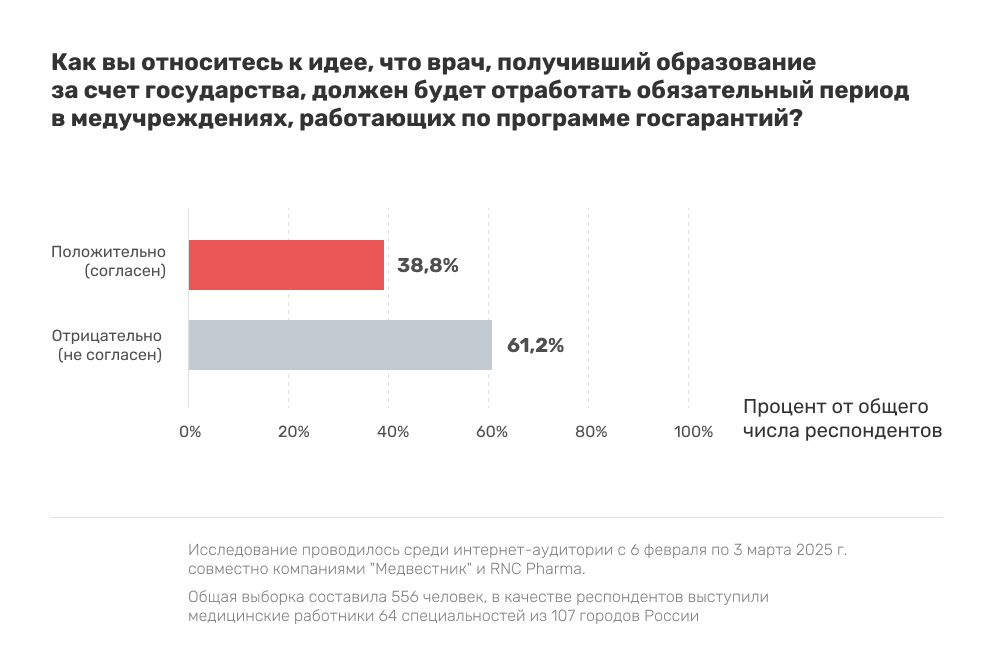 Как вы относитесь к идее, что врач, получивший образование
за счет государства, должен будет отработать обязательный период
в медучреждениях, работающих по программе госгарантий?
Положительно
(согласен)
38,8%
Отрицательно
(не согласен)
61,2%
0%
20%
40%
60%
80%
100%
Процент от общего
числа респондентов
Исследование проводилось среди интернет-аудитории с 6 февраля по 3 марта 2025 г.
совместно компаниями "Медвестник" и RNC Pharma.
Общая выборка составила 556 человек, в качестве респондентов выступили
медицинские работники 64 специальностей из 107 городов России